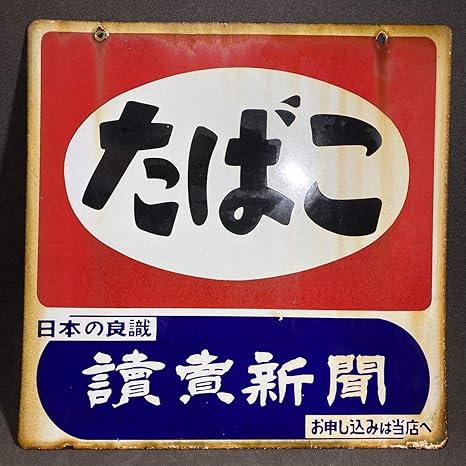 たばこ
日本の良識
讀賣新聞
お申し込みは当店へ